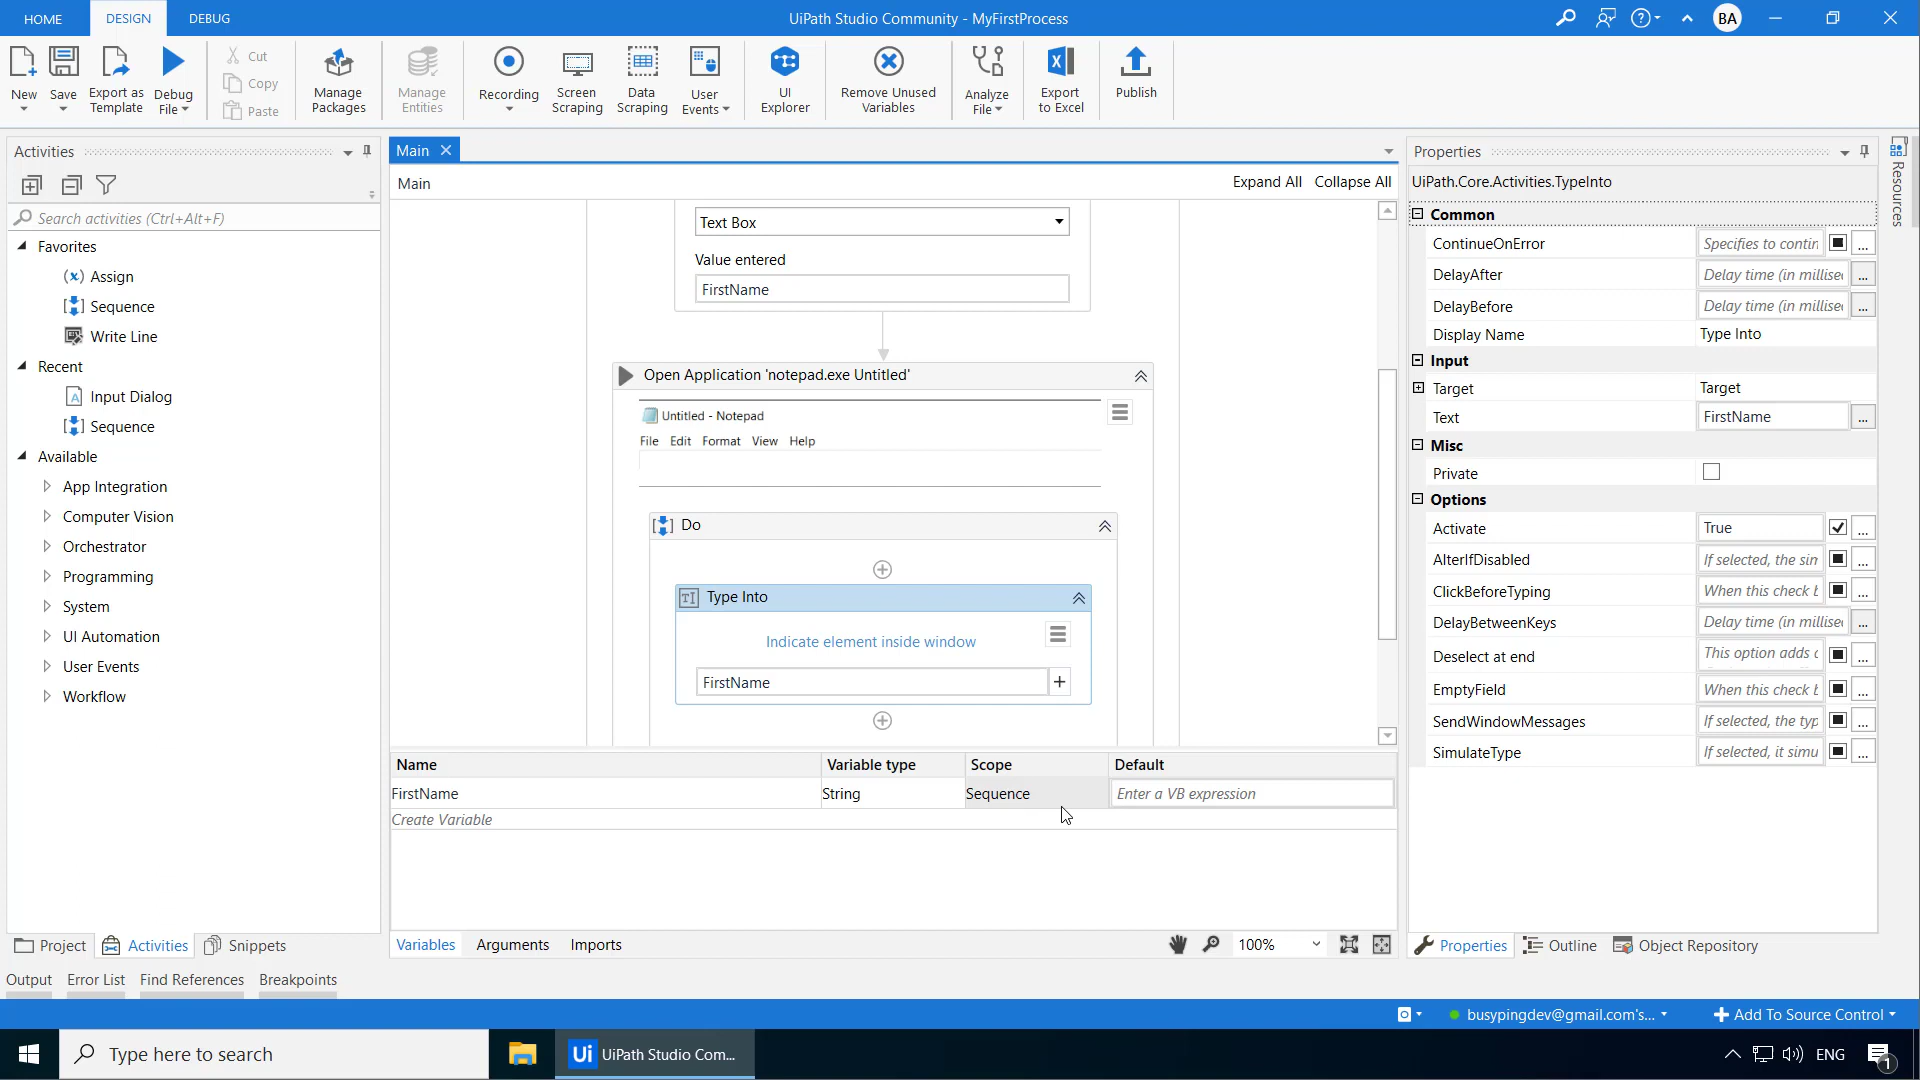 HOME DESIGN DEBUG UiPath Studio Community - MyFirstProcess BA
New Save Export as Template Debug File Cut Copy Paste Manage Packages Manage Entities Recording Screen Scraping Data Scraping User Events UI Explorer Remove Unused Variables Analyze File Export to Excel Publish
Activities
Search activities (Ctrl+Alt+F)
Favorites
Assign
Sequence
Write Line
Recent
Input Dialog
Sequence
Available
App Integration
Computer Vision
Orchestrator
Programming
System
UI Automation
User Events
Workflow
Project Activities Snippets
Main
Main Expand All Collapse All
Text Box
Value entered
FirstName
Open Application 'notepad.exe Untitled'
Untitled - Notepad
File Edit Format View Help
Do
Type Into
Indicate element inside window
FirstName
Name Variable type Scope Default
FirstName String Sequence Enter a VB expression
Create Variable
Variables Arguments Imports 100%
Properties
UiPath.Core.Activities.TypeInto
Common
ContinueOnError Specifies to contin ...
DelayAfter Delay time (in millisec ...
DelayBefore Delay time (in millisec ...
Display Name Type Into
Input
Target Target
Text FirstName ...
Misc
Private
Options
Activate True ...
AlterIfDisabled If selected, the sim ...
ClickBeforeTyping When this check b ...
DelayBetweenKeys Delay time (in millisec ...
Deselect at end This option adds a ...
EmptyField When this check b ...
SendWindowMessages If selected, the typ ...
SimulateType If selected, it simu ...
Properties Outline Object Repository
Resources
Output Error List Find References Breakpoints
busypingdev@gmail.com's... Add To Source Control
Type here to search Ui UiPath Studio Com... ENG 1